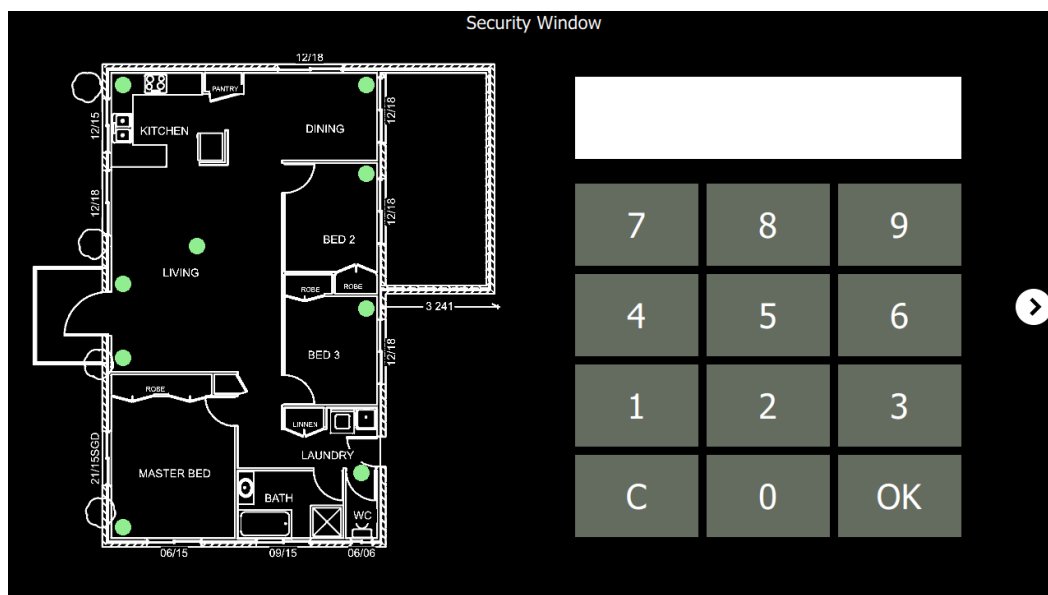 Security Window
12/18
PANTRY
KITCHEN
DINING
12/15
12/18
12/18
BED 2
12/18
LIVING
ROBE
ROBE
3 241
BED 3
12/18
ROBE
LINNEN
LAUNDRY
21/15SGD
MASTER BED
BATH
WC
06/15
09/15
06/06
7
8
9
4
5
6
1
2
3
C
0
OK